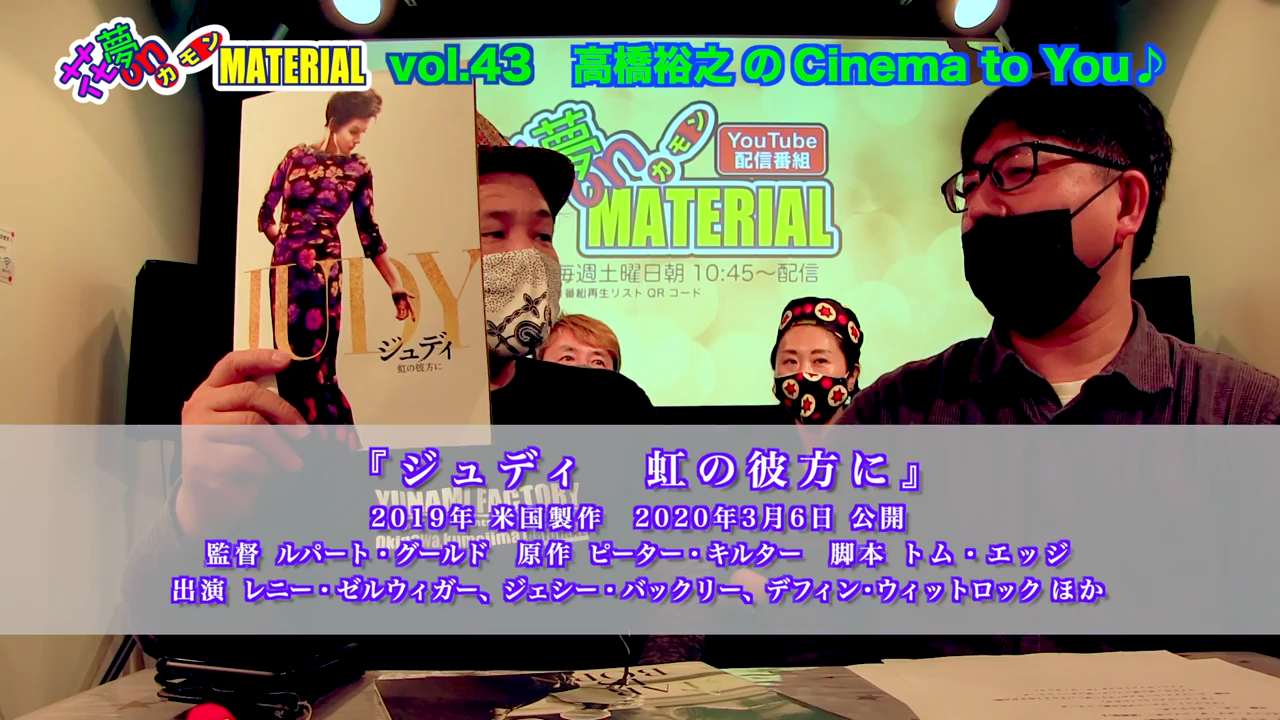 花夢on カモン MATERIAL vol.43 高橋裕之のCinema to You♪
夢on カモン
YouTube
配信番組
MATERIAL
毎週土曜日朝 10:45～配信
番組再生リスト QRコード
JUDY
ジュディ
虹の彼方に
『ジュディ 虹の彼方に』
YUNAMI FACTORY
2019年 米国製作 2020年3月6日 公開
監督 ルパート・グールド 原作 ピーター・キルター 脚本 トム・エッジ
出演 レニー・ゼルウィガー、ジェシー・バックリー、デフィン・ウィットロック ほか